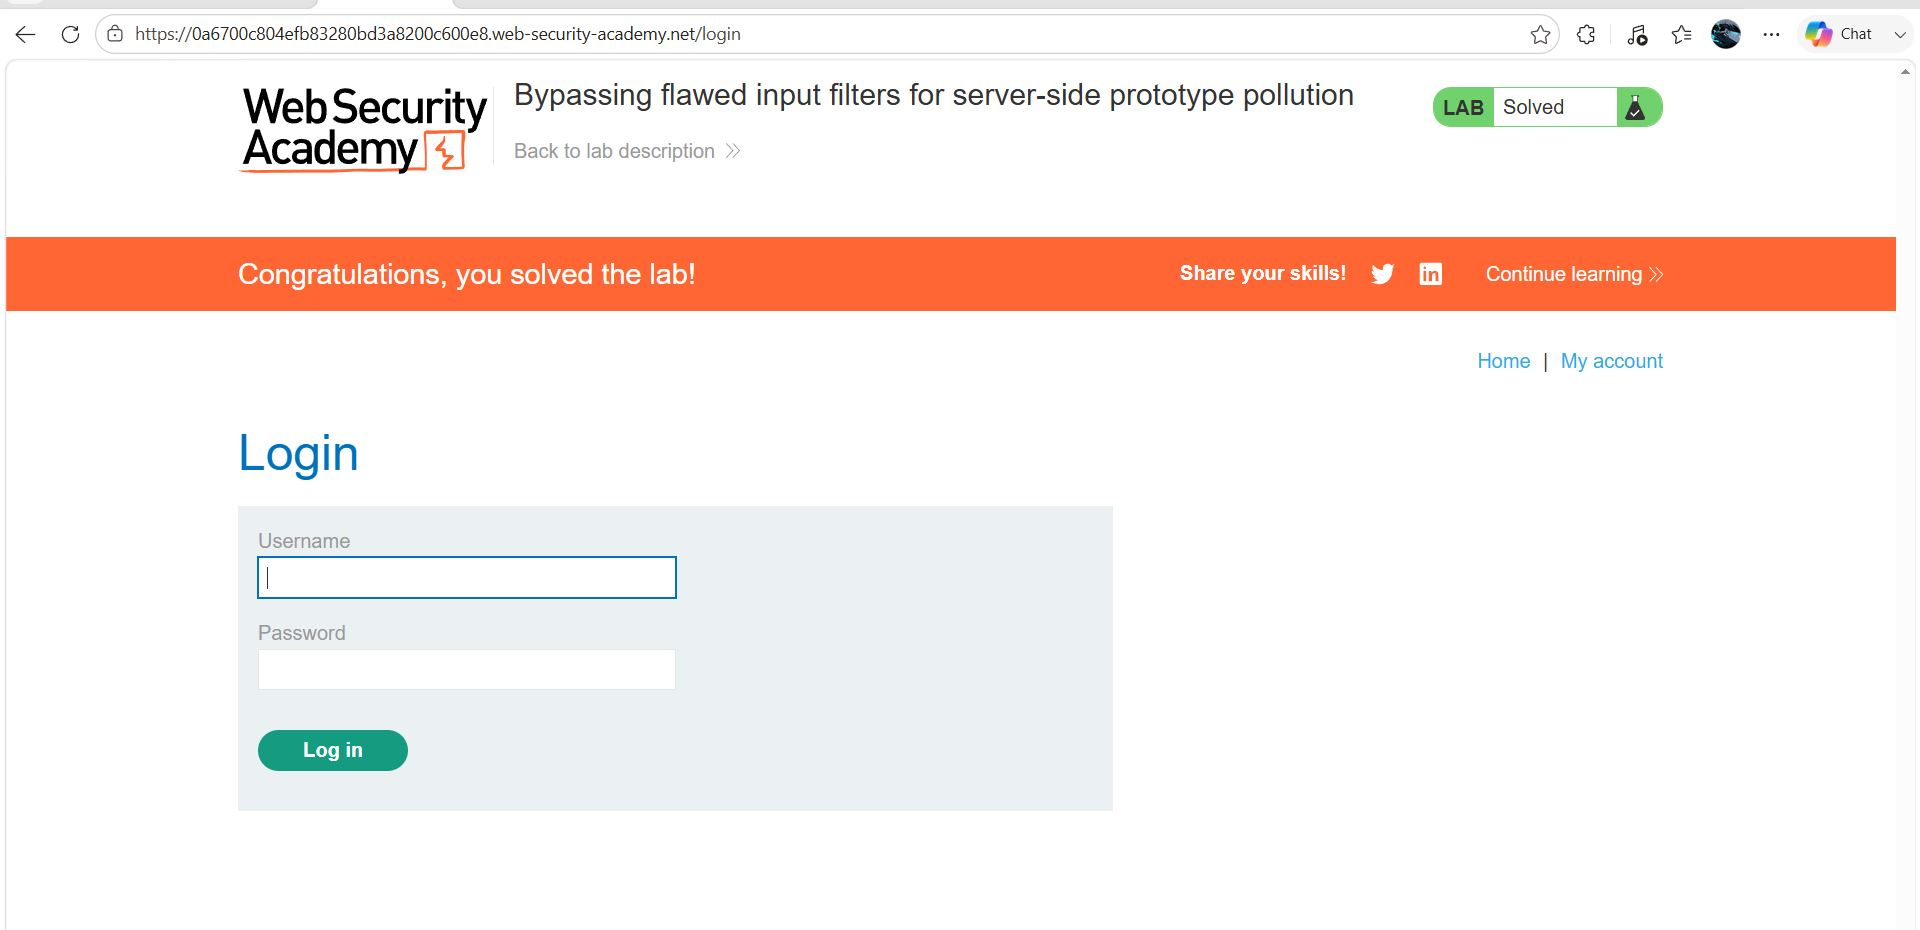 https://0a6700c804efb83280bd3a8200c600e8.web-security-academy.net/login
Chat
Web Security
Academy
Bypassing flawed input filters for server-side prototype pollution
Back to lab description
LAB Solved
Congratulations, you solved the lab!
Share your skills!
Continue learning
Home | My account
Login
Username
Password
Log in